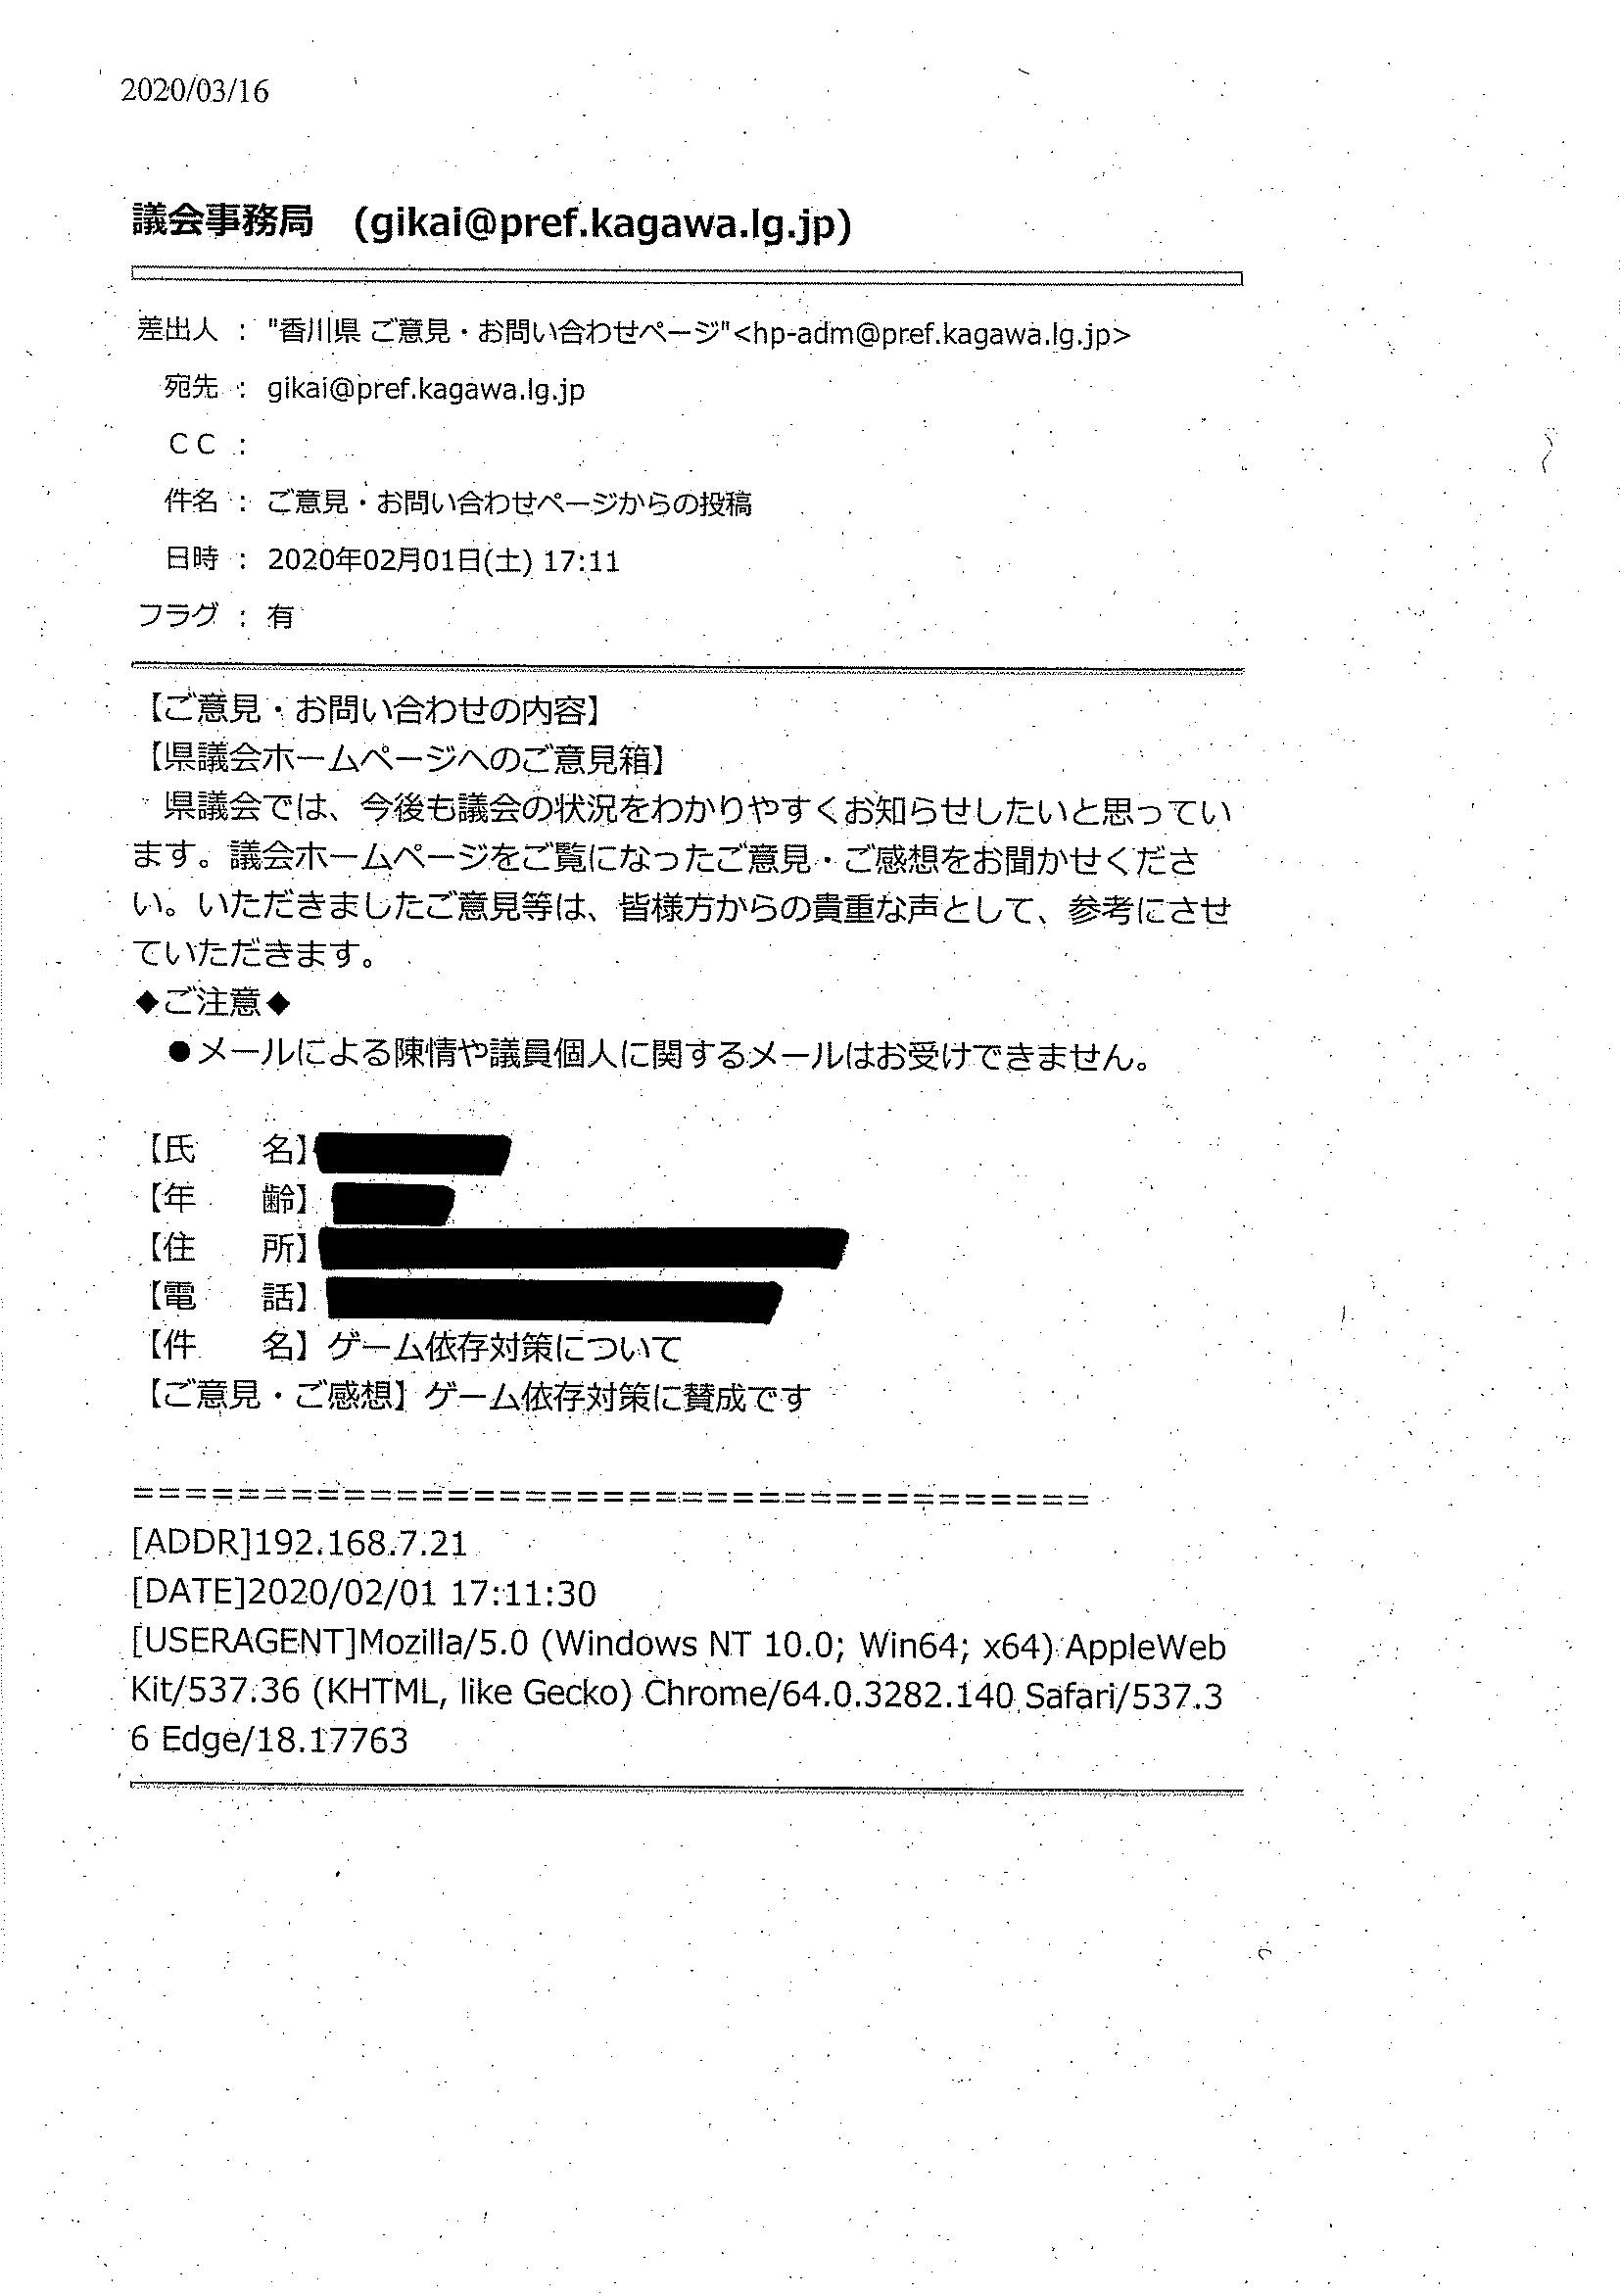 2020/03/16
議会事務局　(gikai@pref.kagawa.lg.jp)
差出人 : "香川県 ご意見・お問い合わせページ"<hp-adm@pref.kagawa.lg.jp>
宛先 : gikai@pref.kagawa.lg.jp
ＣＣ :
件名 : ご意見・お問い合わせページからの投稿
日時 : 2020年02月01日(土) 17:11
フラグ : 有
【ご意見・お問い合わせの内容】
【県議会ホームページへのご意見箱】
　県議会では、今後も議会の状況をわかりやすくお知らせしたいと思ってい
ます。議会ホームページをご覧になったご意見・ご感想をお聞かせくださ
い。いただきましたご意見等は、皆様方からの貴重な声として、参考にさせ
ていただきます。
◆ご注意◆
　●メールによる陳情や議員個人に関するメールはお受けできません。
【氏　　名】
【年　　齢】
【住　　所】
【電　　話】
【件　　名】ゲーム依存対策について
【ご意見・ご感想】ゲーム依存対策に賛成です
=====================================
[ADDR]192.168.7.21
[DATE]2020/02/01 17:11:30
[USERAGENT]Mozilla/5.0 (Windows NT 10.0; Win64; x64) AppleWeb
Kit/537.36 (KHTML, like Gecko) Chrome/64.0.3282.140 Safari/537.3
6 Edge/18.17763